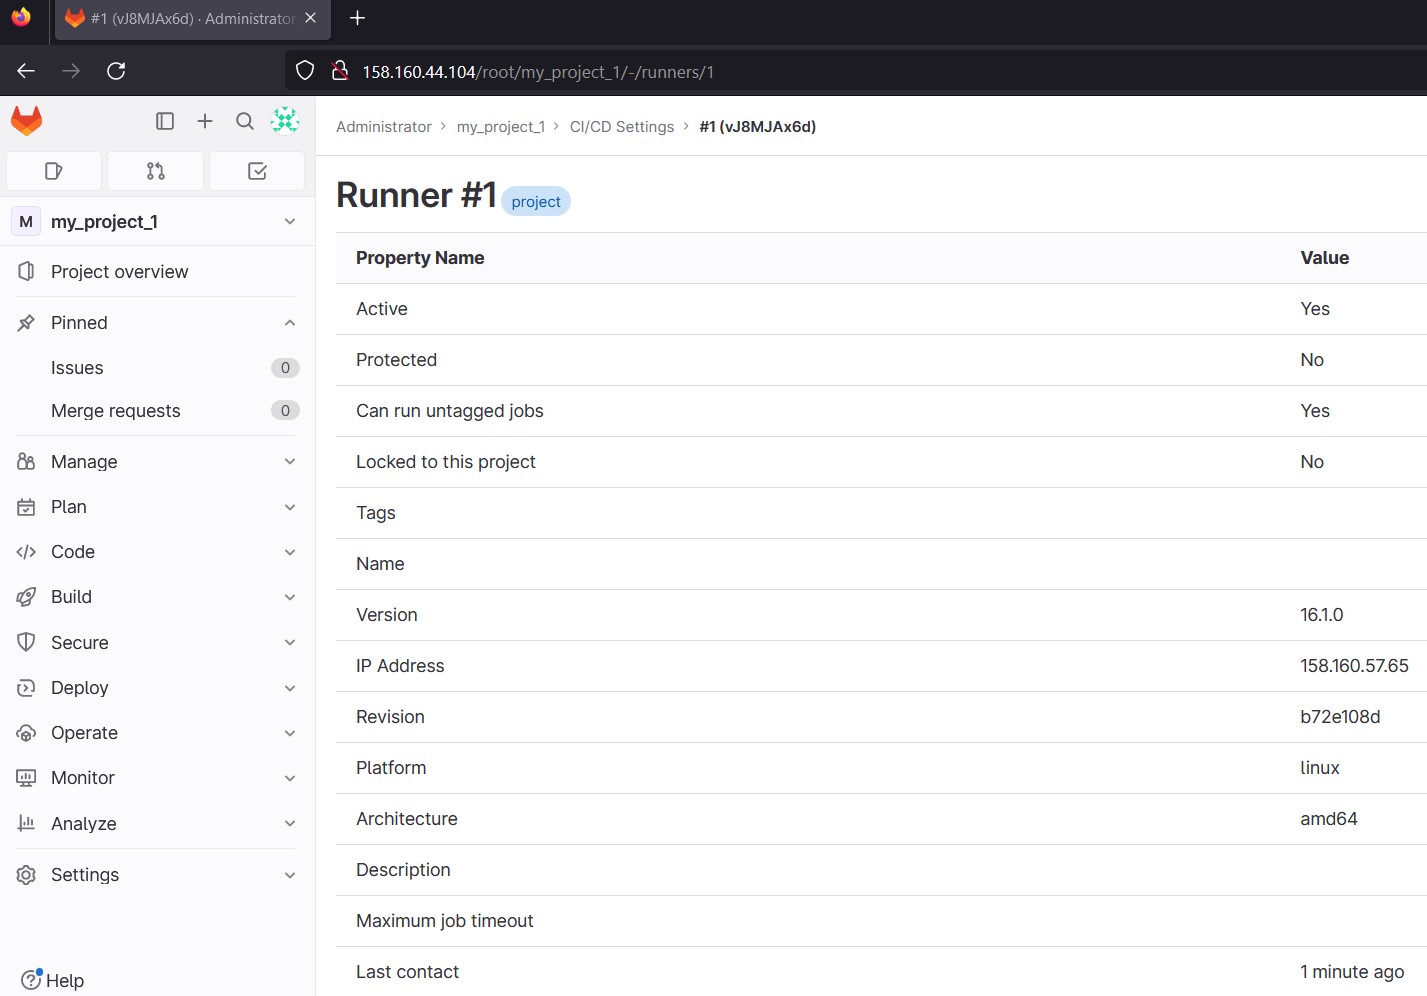 #1 (vJ8MJAx6d) · Administrator
158.160.44.104/root/my_project_1/-/runners/1
Administrator > my_project_1 > CI/CD Settings > #1 (vJ8MJAx6d)
M my_project_1
Project overview
Pinned
Issues 0
Merge requests 0
Manage
Plan
Code
Build
Secure
Deploy
Operate
Monitor
Analyze
Settings
Help
Runner #1 project
Property Name Value
Active Yes
Protected No
Can run untagged jobs Yes
Locked to this project No
Tags
Name
Version 16.1.0
IP Address 158.160.57.65
Revision b72e108d
Platform linux
Architecture amd64
Description
Maximum job timeout
Last contact 1 minute ago